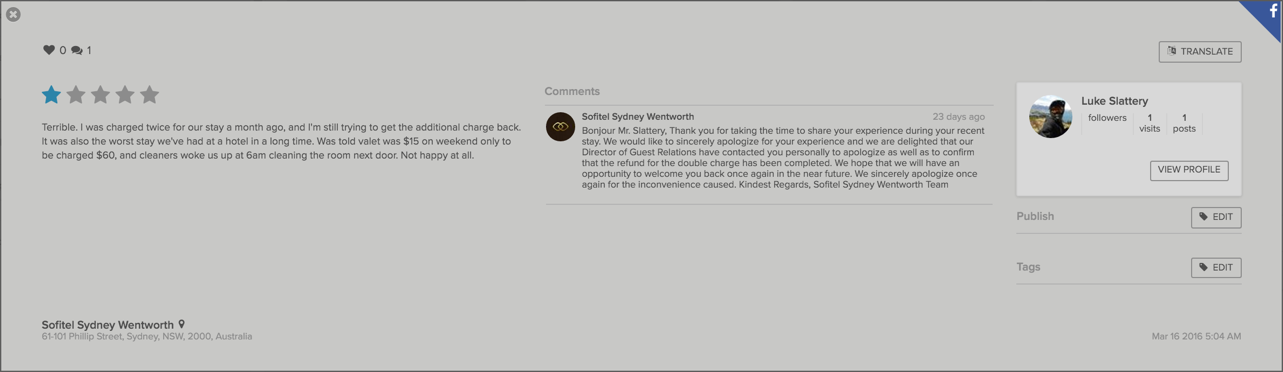 0 1
TRANSLATE
Terrible. I was charged twice for our stay a month ago, and I'm still trying to get the additional charge back.
It was also the worst stay we've had at a hotel in a long time. Was told valet was $15 on weekend only to
be charged $60, and cleaners woke us up at 6am cleaning the room next door. Not happy at all.
Comments
Sofitel Sydney Wentworth 23 days ago
Bonjour Mr. Slattery, Thank you for taking the time to share your experience during your recent
stay. We would like to sincerely apologize for your experience and we are delighted that our
Director of Guest Relations have contacted you personally to apologize as well as to confirm
that the refund for the double charge has been completed. We hope that we will have an
opportunity to welcome you back once again in the near future. We sincerely apologize once
again for the inconvenience caused. Kindest Regards, Sofitel Sydney Wentworth Team
Luke Slattery
followers 1 1
visits posts
VIEW PROFILE
Publish EDIT
Tags EDIT
Sofitel Sydney Wentworth
61-101 Phillip Street, Sydney, NSW, 2000, Australia
Mar 16 2016 5:04 AM